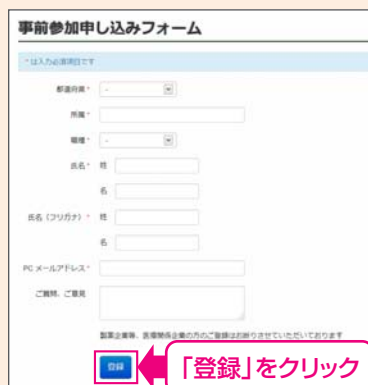 事前参加申し込みフォーム
*は入力必須項目です
都道府県* -
所属*
職種* -
氏名* 姓
名
氏名（フリガナ）* 姓
名
PC メールアドレス*
ご質問、ご意見
製薬企業等、医療関係企業の方のご登録はお断りさせていただいております
登録
「登録」をクリック